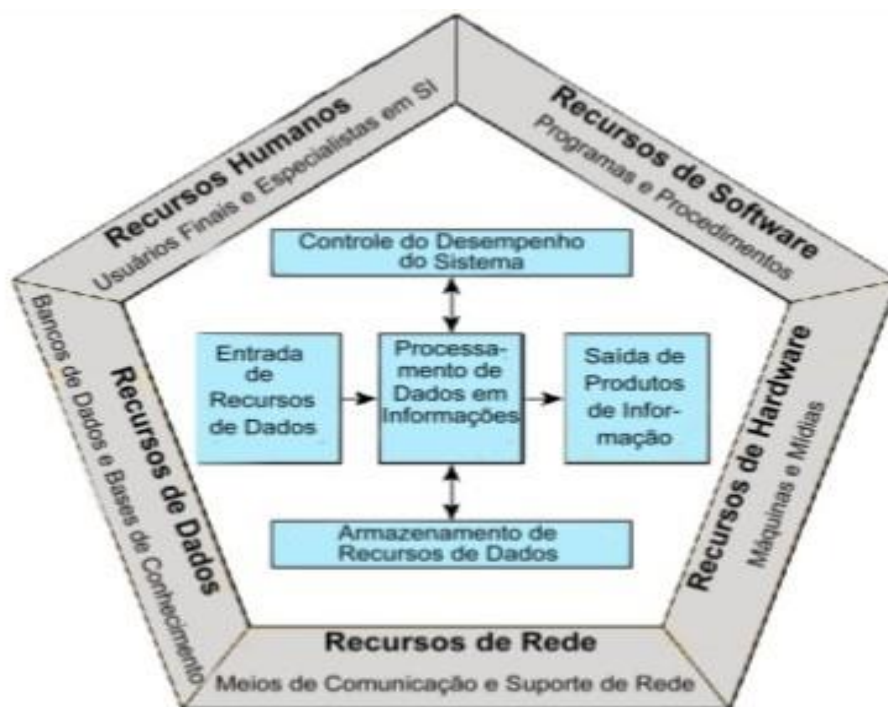 Recursos Humanos
Usuários Finais e Especialistas em SI
Recursos de Software
Programas e Procedimentos
Controle do Desempenho
do Sistema
Entrada
de
Recursos
de Dados
Processa-
mento de
Dados em
Informações
Saída de
Produtos
de Infor-
mação
Armazenamento de
Recursos de Dados
Recursos de Dados
Bancos de Dados e Bases de Conhecimento
Recursos de Hardware
Máquinas e Mídias
Recursos de Rede
Meios de Comunicação e Suporte de Rede